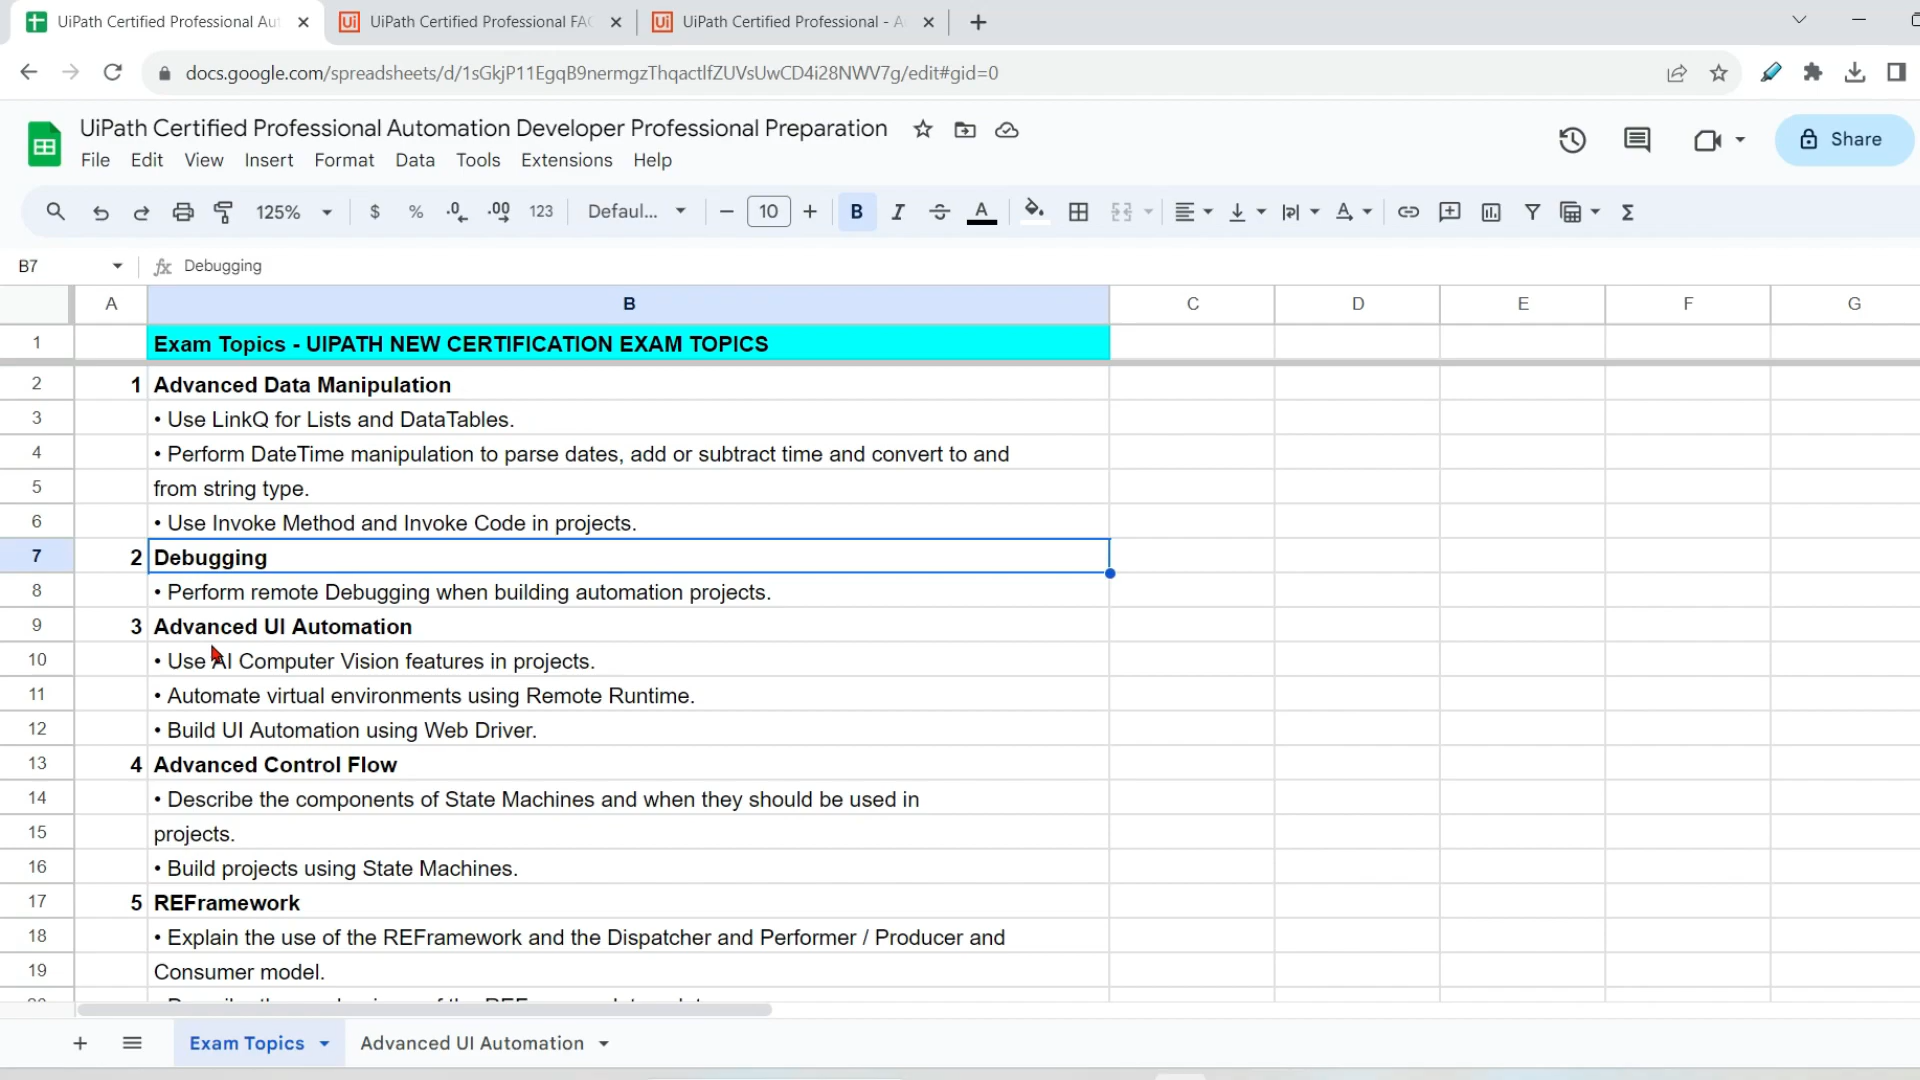 UiPath Certified Professional Au
UiPath Certified Professional FA
UiPath Certified Professional - A
docs.google.com/spreadsheets/d/1sGkjP11EgqB9nermgzThqactlfZUVsUwCD4i28NWV7g/edit#gid=0
UiPath Certified Professional Automation Developer Professional Preparation
File Edit View Insert Format Data Tools Extensions Help
Share
125% $ % .0 .00 123 Defaul... 10 B I A
B7 fx Debugging
A B C D E F G
1 Exam Topics - UIPATH NEW CERTIFICATION EXAM TOPICS
2 1 Advanced Data Manipulation
3 • Use LinkQ for Lists and DataTables.
4 • Perform DateTime manipulation to parse dates, add or subtract time and convert to and
5 from string type.
6 • Use Invoke Method and Invoke Code in projects.
7 2 Debugging
8 • Perform remote Debugging when building automation projects.
9 3 Advanced UI Automation
10 • Use AI Computer Vision features in projects.
11 • Automate virtual environments using Remote Runtime.
12 • Build UI Automation using Web Driver.
13 4 Advanced Control Flow
14 • Describe the components of State Machines and when they should be used in
15 projects.
16 • Build projects using State Machines.
17 5 REFramework
18 • Explain the use of the REFramework and the Dispatcher and Performer / Producer and
19 Consumer model.
Exam Topics Advanced UI Automation